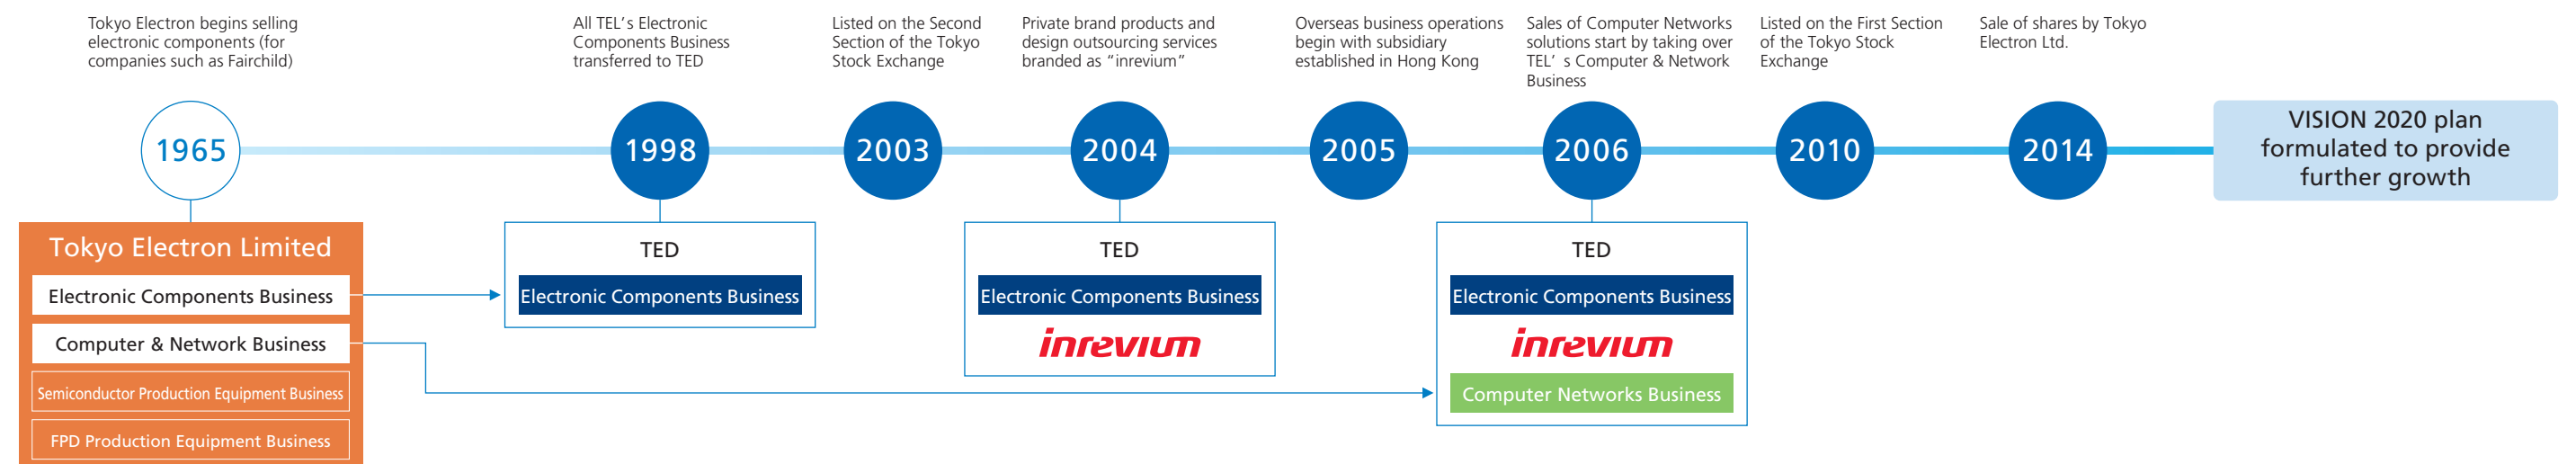 Tokyo Electron begins selling
electronic components (for
companies such as Fairchild)
All TEL's Electronic
Components Business
transferred to TED
Listed on the Second
Section of the Tokyo
Stock Exchange
Private brand products and
design outsourcing services
branded as “inrevium”
Overseas business operations
begin with subsidiary
established in Hong Kong
Sales of Computer Networks
solutions start by taking over
TEL’ s Computer & Network
Business
Listed on the First Section
of the Tokyo Stock
Exchange
Sale of shares by Tokyo
Electron Ltd.
1965
1998
2003
2004
2005
2006
2010
2014
VISION 2020 plan
formulated to provide
further growth
Tokyo Electron Limited
Electronic Components Business
Computer & Network Business
Semiconductor Production Equipment Business
FPD Production Equipment Business
TED
Electronic Components Business
TED
Electronic Components Business
inrevium
TED
Electronic Components Business
inrevium
Computer Networks Business